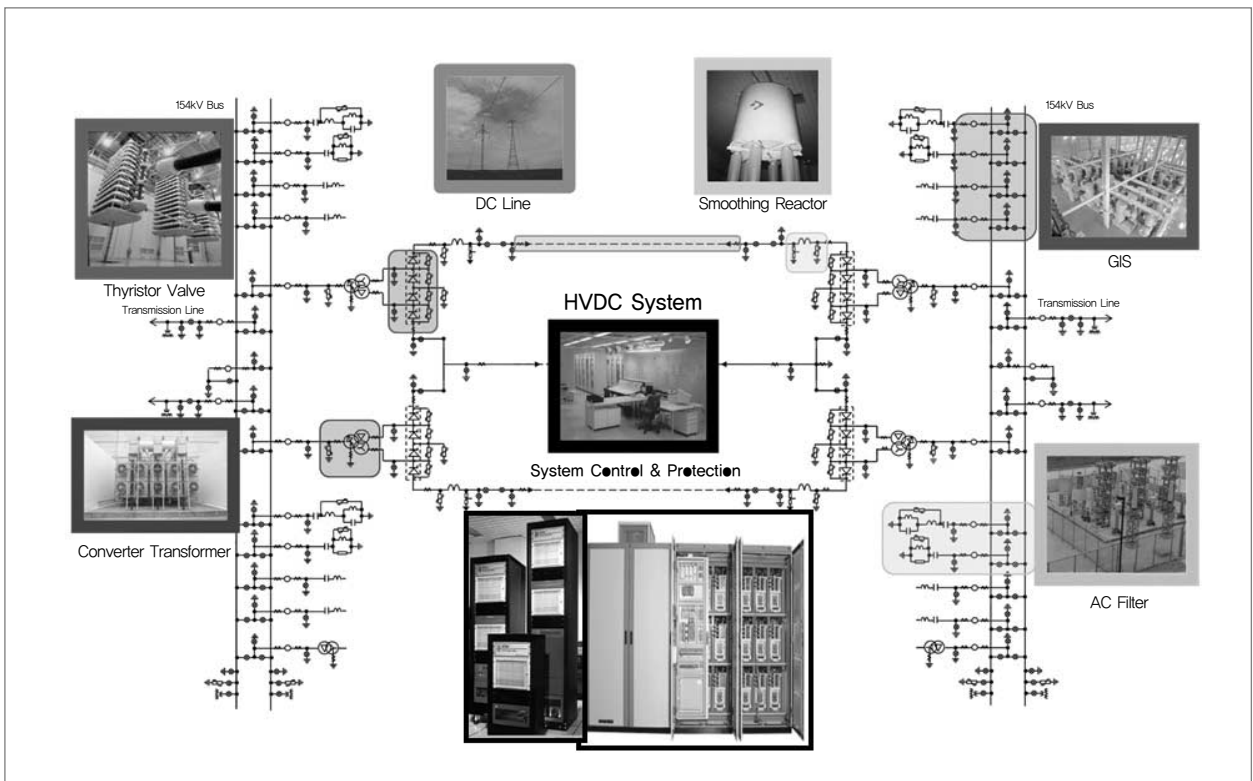 154kV Bus
154kV Bus
DC Line
Smoothing Reactor
Thyristor Valve
GIS
Transmission Line
HVDC System
Transmission Line
System Control & Protection
Converter Transformer
AC Filter